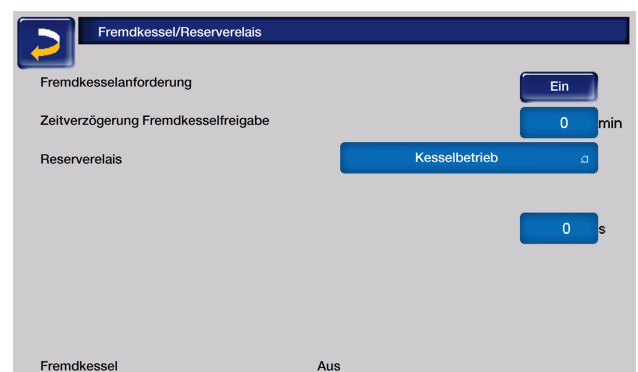 Fremdkessel/Reserverelais
Fremdkesselanforderung Ein
Zeitverzögerung Fremdkesselfreigabe 0 min
Reserverelais Kesselbetrieb
0 s
Fremdkessel Aus